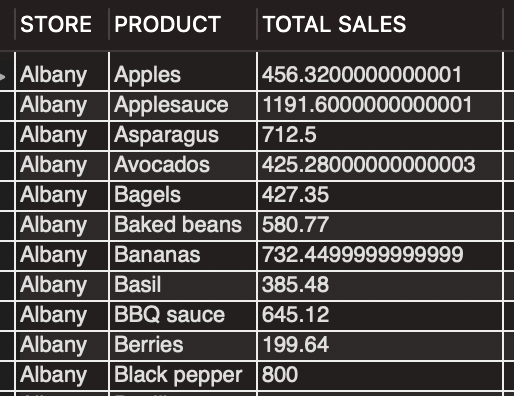 STORE PRODUCT TOTAL SALES
Albany Apples 456.3200000000001
Albany Applesauce 1191.6000000000001
Albany Asparagus 712.5
Albany Avocados 425.28000000000003
Albany Bagels 427.35
Albany Baked beans 580.77
Albany Bananas 732.4499999999999
Albany Basil 385.48
Albany BBQ sauce 645.12
Albany Berries 199.64
Albany Black pepper 800